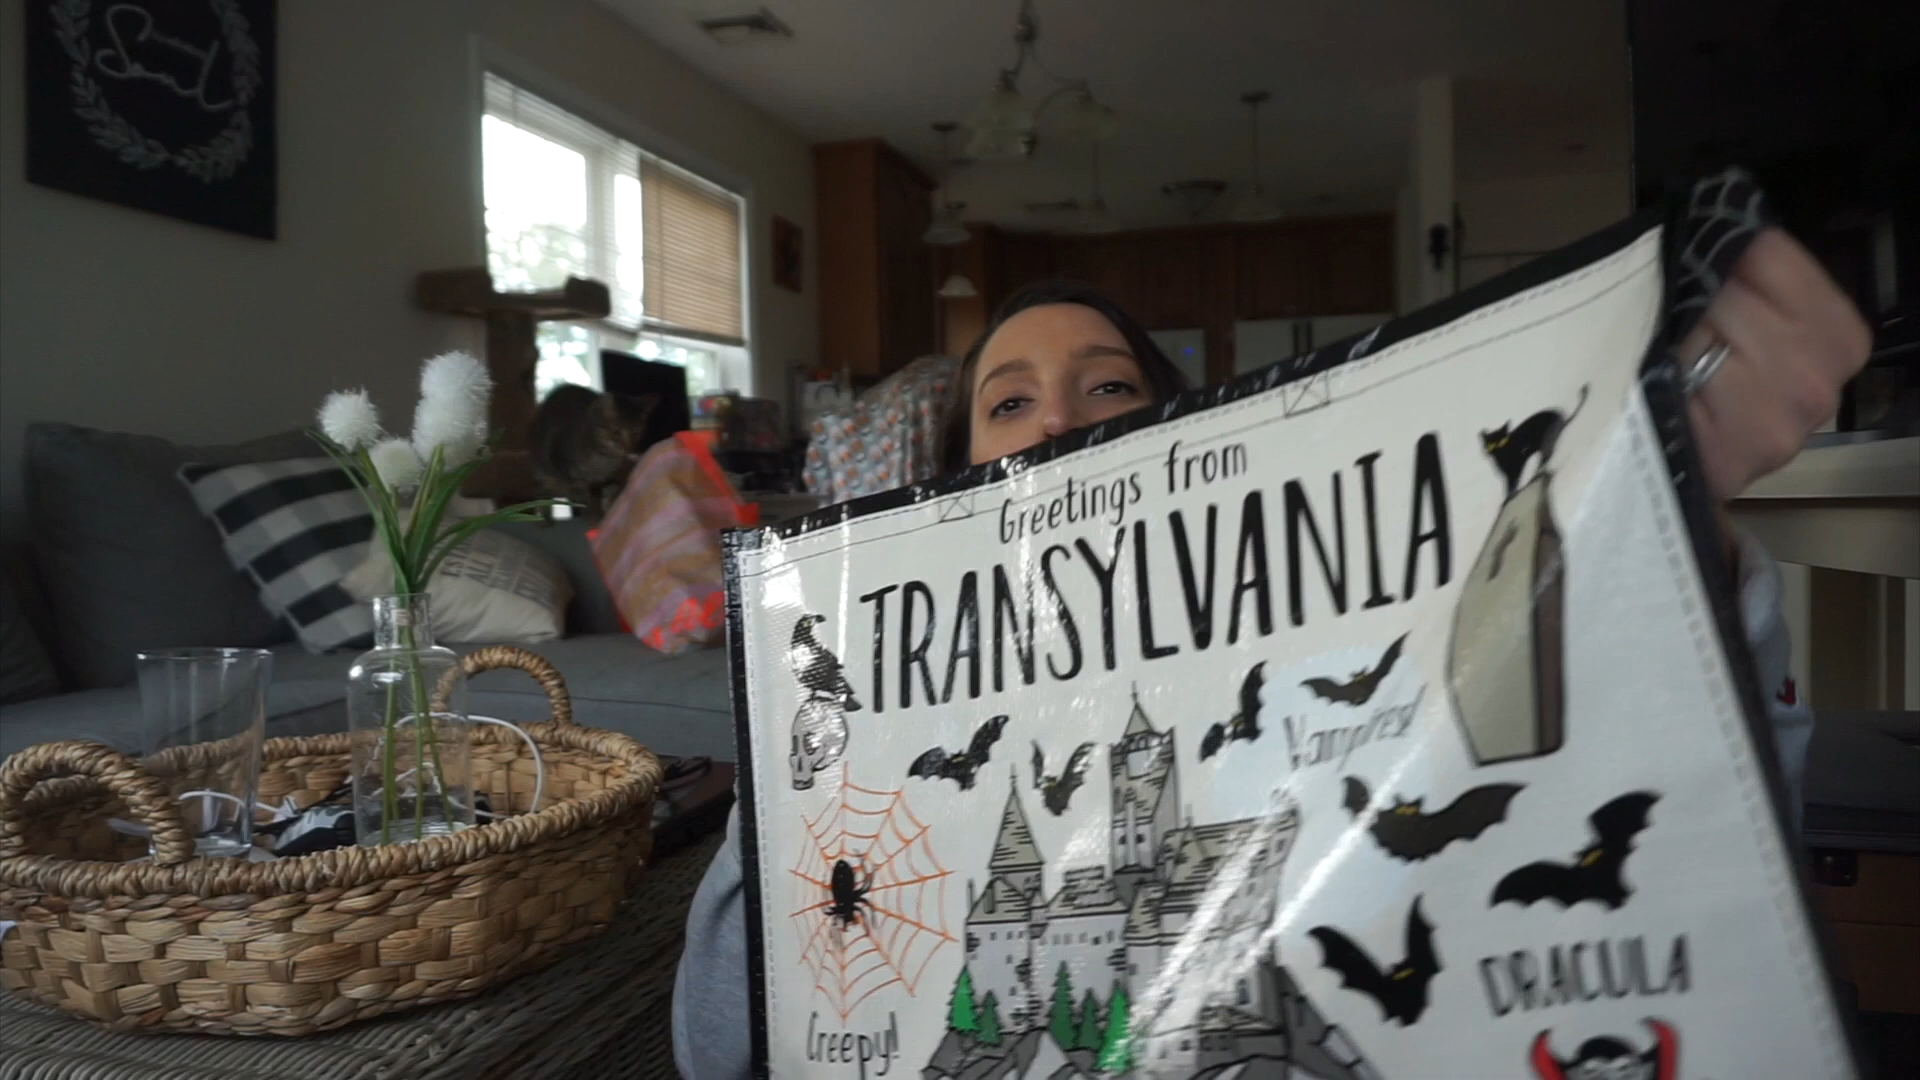 Greetings from
TRANSYLVANIA
Vampires!
DRACULA
Creepy!